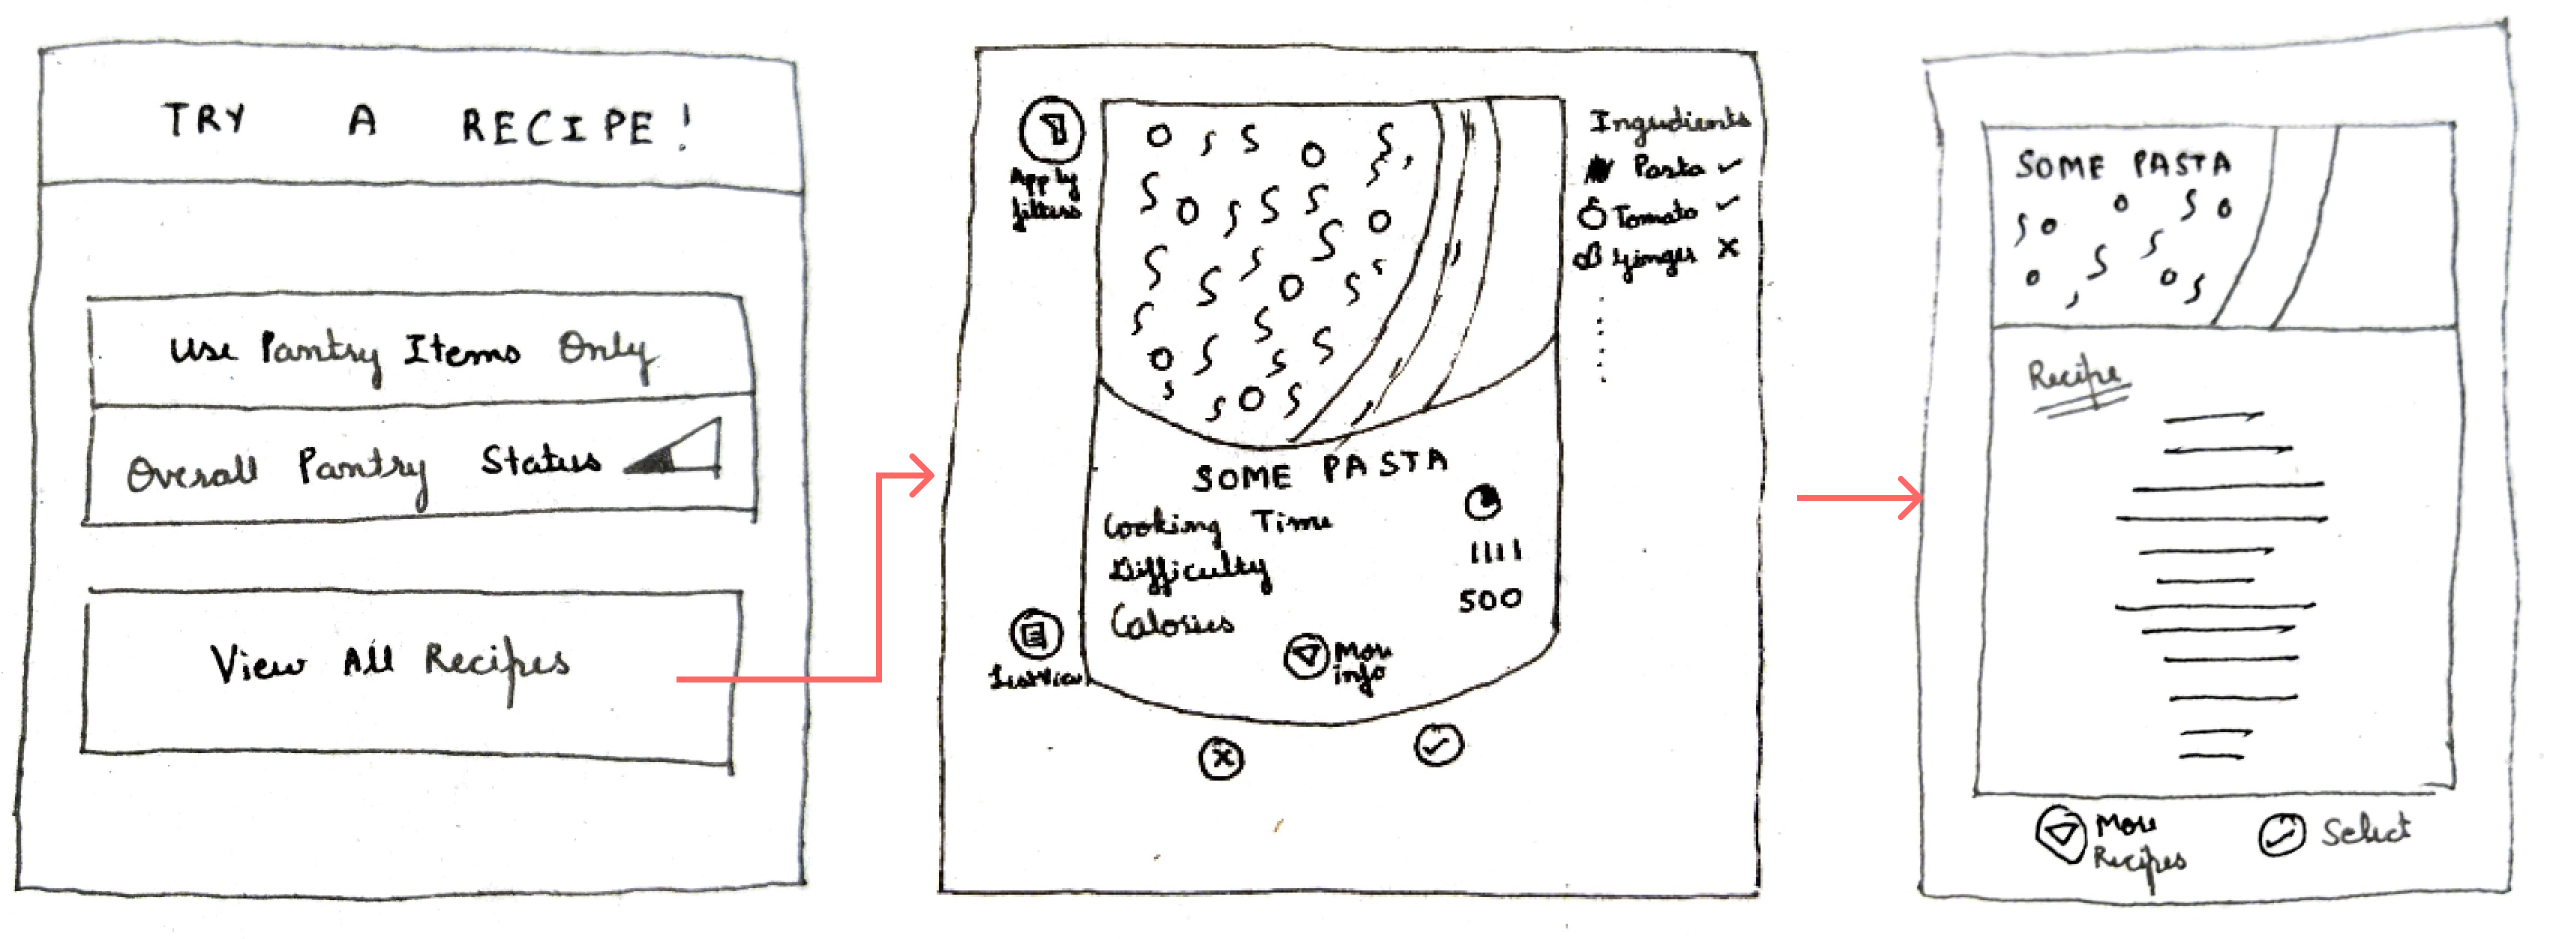 TRY A RECIPE!
Use Pantry Items Only
Overall Pantry Status
View All Recipes
Apply
filters
List View
Ingredients
Pasta ✓
Tomato ✓
Ginger ✗
SOME PASTA
Cooking Time
Difficulty
Calories 500
More
info
SOME PASTA
Recipe
More
Recipes
Select